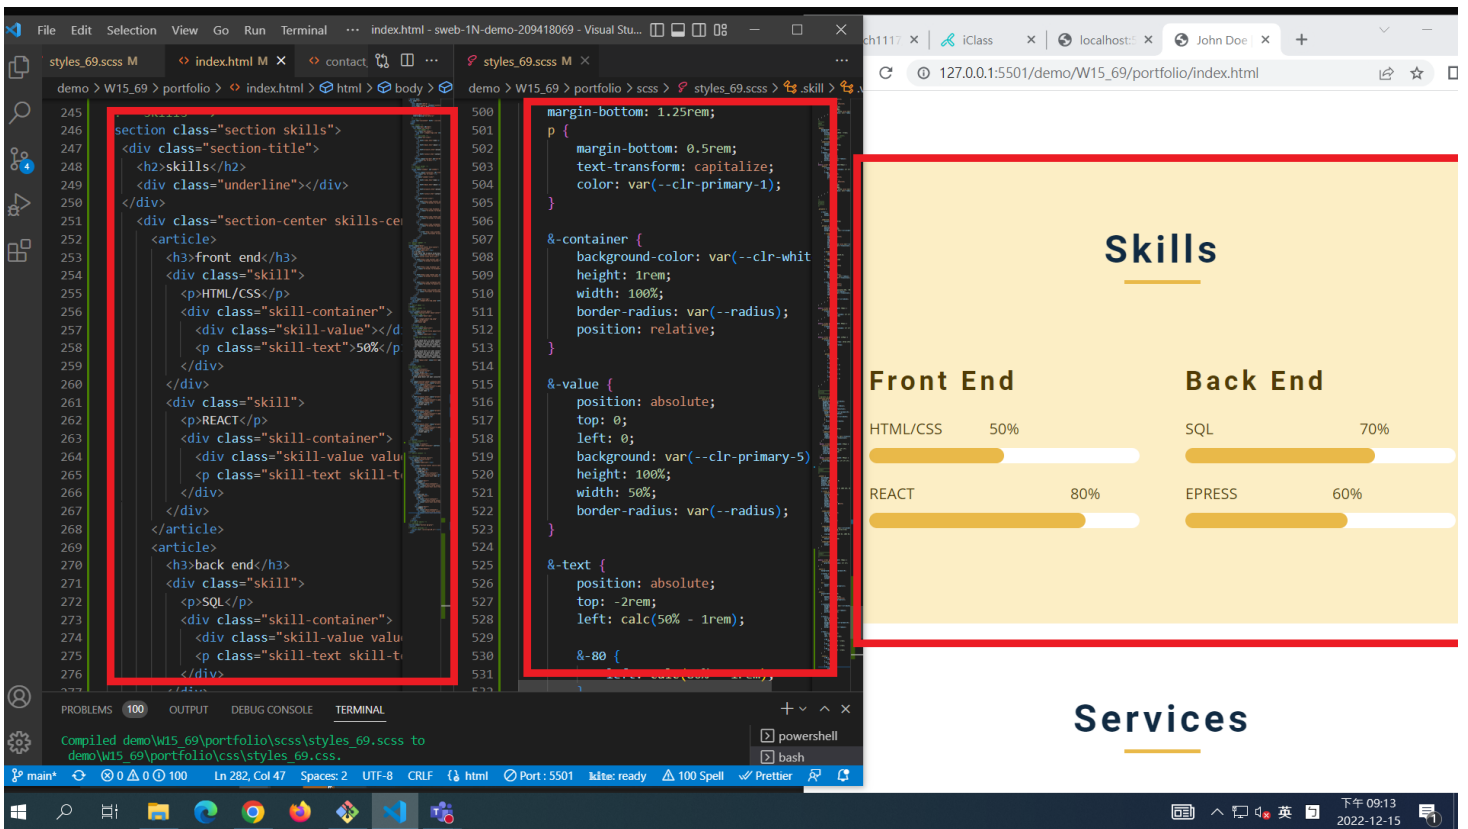 File Edit Selection View Go Run Terminal ··· index.html - sweb-1N-demo-209418069 - Visual Stu...
styles_69.scss M index.html M contact
demo > W15_69 > portfolio > index.html > html > body >
245
246 section class="section skills">
247 <div class="section-title">
248 <h2>skills</h2>
249 <div class="underline"></div>
250 </div>
251 <div class="section-center skills-ce
252 <article>
253 <h3>front end</h3>
254 <div class="skill">
255 <p>HTML/CSS</p>
256 <div class="skill-container">
257 <div class="skill-value"></d
258 <p class="skill-text">50%</p
259 </div>
260 </div>
261 <div class="skill">
262 <p>REACT</p>
263 <div class="skill-container">
264 <div class="skill-value valu
265 <p class="skill-text skill-t
266 </div>
267 </div>
268 </article>
269 <article>
270 <h3>back end</h3>
271 <div class="skill">
272 <p>SQL</p>
273 <div class="skill-container">
274 <div class="skill-value valu
275 <p class="skill-text skill-t
276 </div>
277 </div>
styles_69.scss M
demo > W15_69 > portfolio > scss > styles_69.scss > .skill >
500 margin-bottom: 1.25rem;
501 p {
502 margin-bottom: 0.5rem;
503 text-transform: capitalize;
504 color: var(--clr-primary-1);
505 }
506
507 &-container {
508 background-color: var(--clr-whit
509 height: 1rem;
510 width: 100%;
511 border-radius: var(--radius);
512 position: relative;
513 }
514
515 &-value {
516 position: absolute;
517 top: 0;
518 left: 0;
519 background: var(--clr-primary-5)
520 height: 100%;
521 width: 50%;
522 border-radius: var(--radius);
523 }
524
525 &-text {
526 position: absolute;
527 top: -2rem;
528 left: calc(50% - 1rem);
529
530 &-80 {
531
PROBLEMS 100 OUTPUT DEBUG CONSOLE TERMINAL
Compiled demo\W15_69\portfolio\scss\styles_69.scss to
demo\W15_69\portfolio\css\styles_69.css.
powershell
bash
main* 0 0 100 Ln 282, Col 47 Spaces: 2 UTF-8 CRLF html Port : 5501 kite: ready 100 Spell Prettier
ch1117 iClass localhost: John Doe
127.0.0.1:5501/demo/W15_69/portfolio/index.html
Skills
Front End Back End
HTML/CSS 50% SQL 70%
REACT 80% EPRESS 60%
Services
英 下午 09:13
2022-12-15